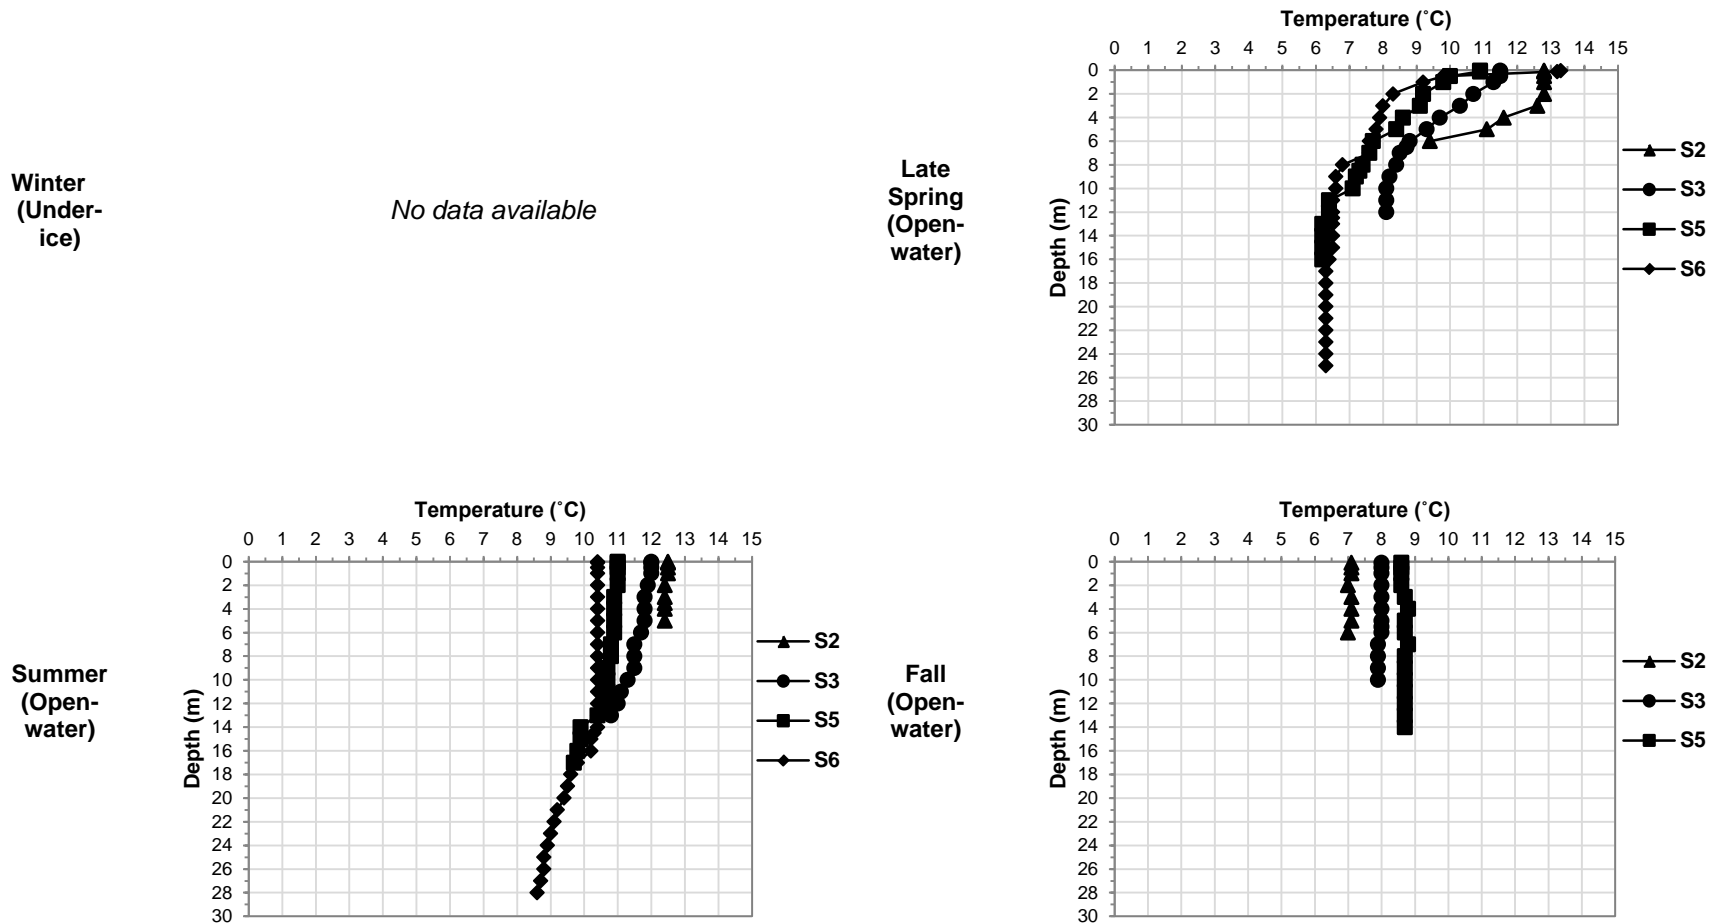 Winter
(Under-
ice)
No data available
Late
Spring
(Open-
water)
Temperature (˚C)
0 1 2 3 4 5 6 7 8 9 10 11 12 13 14 15
0
2
4
6
8
10
12
14
16
18
20
22
24
26
28
30
Depth (m)
S2
S3
S5
S6
Summer
(Open-
water)
Temperature (˚C)
0 1 2 3 4 5 6 7 8 9 10 11 12 13 14 15
0
2
4
6
8
10
12
14
16
18
20
22
24
26
28
30
Depth (m)
S2
S3
S5
S6
Fall
(Open-
water)
Temperature (˚C)
0 1 2 3 4 5 6 7 8 9 10 11 12 13 14 15
0
2
4
6
8
10
12
14
16
18
20
22
24
26
28
30
Depth (m)
S2
S3
S5